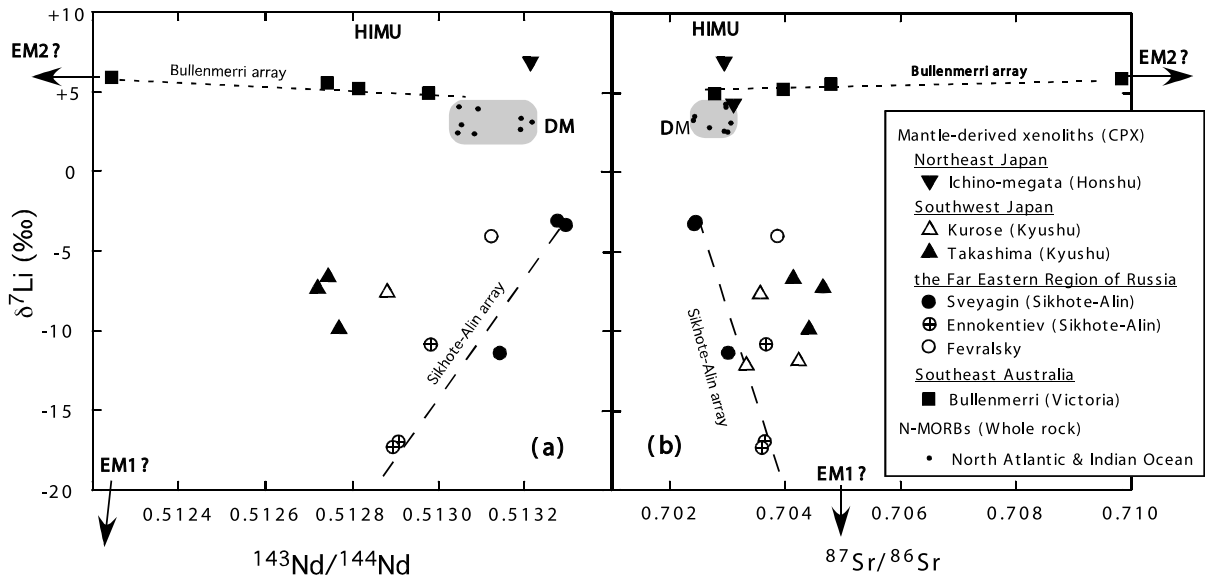 +10
+5
0
-5
-10
-15
-20
δ⁷Li (‰)
HIMU
EM2?
Bullenmerri array
DM
Sikhote-Alin array
(a)
EM1?
0.5124
0.5126
0.5128
0.5130
0.5132
¹⁴³Nd/¹⁴⁴Nd
HIMU
Bullenmerri array
EM2?
DM
Sikhote-Alin array
(b)
EM1?
0.702
0.704
0.706
0.708
0.710
⁸⁷Sr/⁸⁶Sr
Mantle-derived xenoliths (CPX)
Northeast Japan
Ichino-megata (Honshu)
Southwest Japan
Kurose (Kyushu)
Takashima (Kyushu)
the Far Eastern Region of Russia
Sveyagin (Sikhote-Alin)
Ennokentiev (Sikhote-Alin)
Fevralsky
Southeast Australia
Bullenmerri (Victoria)
N-MORBs (Whole rock)
North Atlantic & Indian Ocean